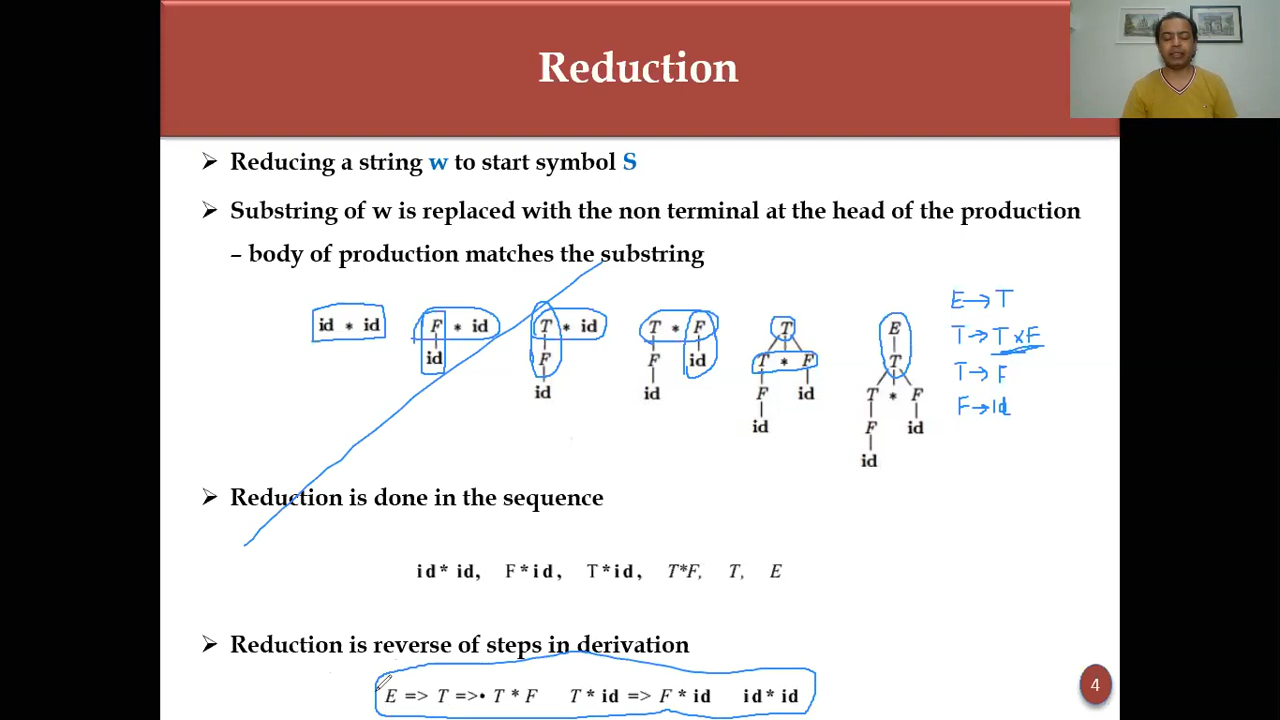 Reduction
➢ Reducing a string w to start symbol S
➢ Substring of w is replaced with the non terminal at the head of the production
– body of production matches the substring
id * id F * id T * id T * F T E
id F F id T * F T
id id F id T * F
id F id
id
E → T
T → T * F
T → F
F → id
➢ Reduction is done in the sequence
id* id, F*id, T*id, T*F, T, E
➢ Reduction is reverse of steps in derivation
E => T =>• T * F T * id => F * id id * id
4